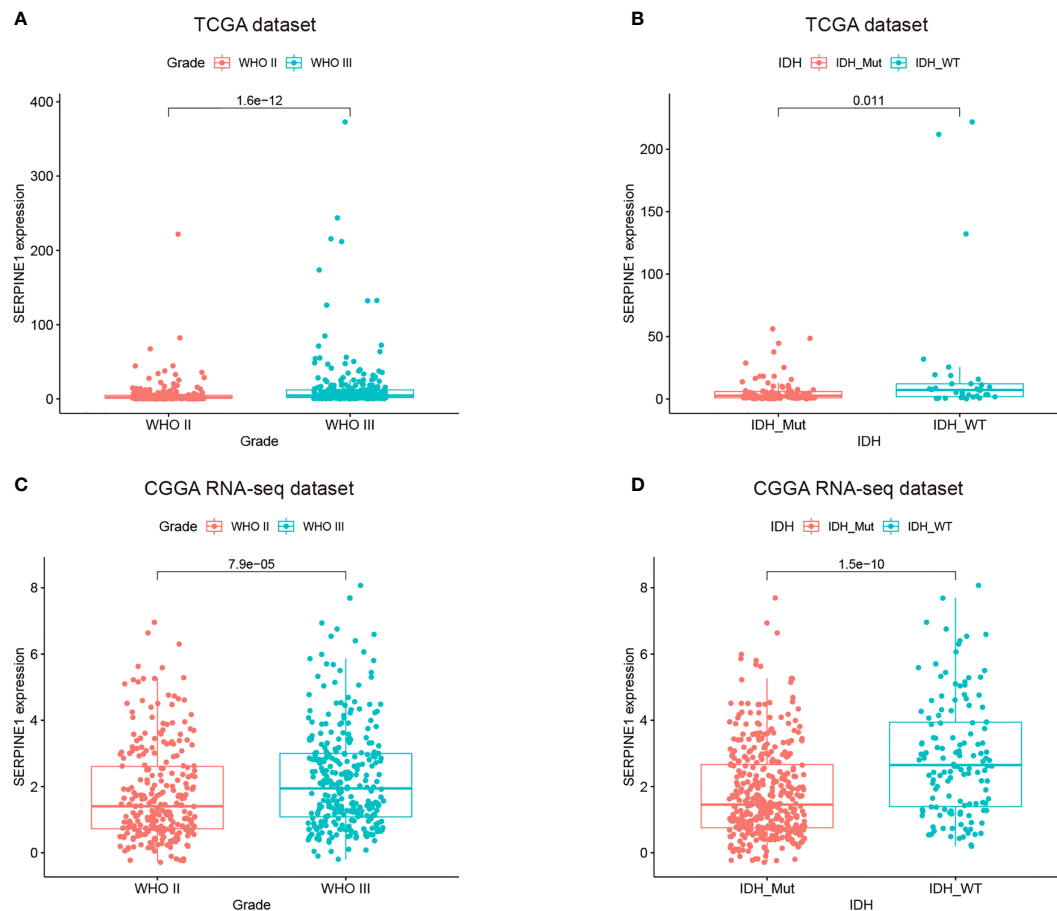 A
TCGA dataset
Grade WHO II WHO III
1.6e−12
400
300
200
100
0
SERPINE1 expression
WHO II WHO III
Grade
B
TCGA dataset
IDH IDH_Mut IDH_WT
0.011
200
150
100
50
0
SERPINE1 expression
IDH_Mut IDH_WT
IDH
C
CGGA RNA-seq dataset
Grade WHO II WHO III
7.9e−05
8
6
4
2
0
SERPINE1 expression
WHO II WHO III
Grade
D
CGGA RNA-seq dataset
IDH IDH_Mut IDH_WT
1.5e−10
8
6
4
2
0
SERPINE1 expression
IDH_Mut IDH_WT
IDH